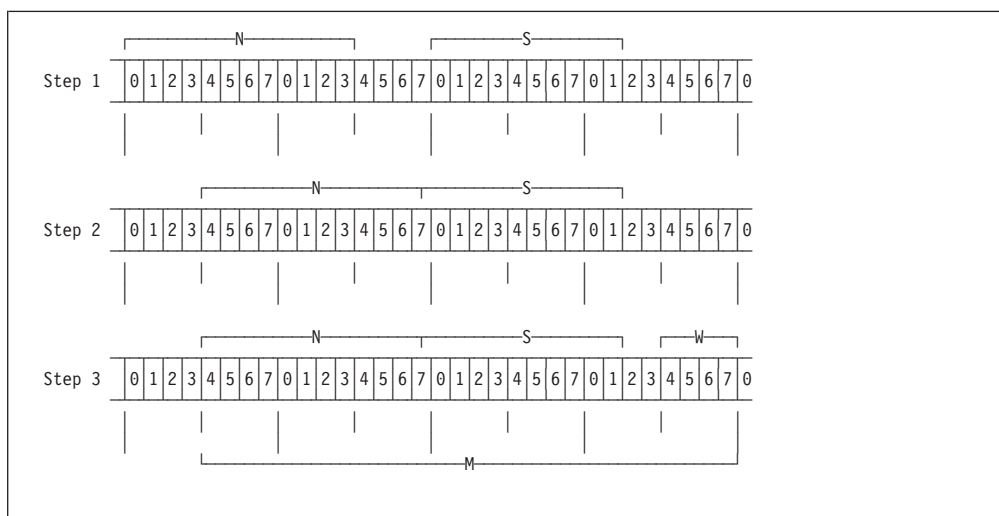 N S
Step 1 0 1 2 3 4 5 6 7 0 1 2 3 4 5 6 7 0 1 2 3 4 5 6 7 0 1 2 3 4 5 6 7 0
N S
Step 2 0 1 2 3 4 5 6 7 0 1 2 3 4 5 6 7 0 1 2 3 4 5 6 7 0 1 2 3 4 5 6 7 0
N S W
Step 3 0 1 2 3 4 5 6 7 0 1 2 3 4 5 6 7 0 1 2 3 4 5 6 7 0 1 2 3 4 5 6 7 0
M